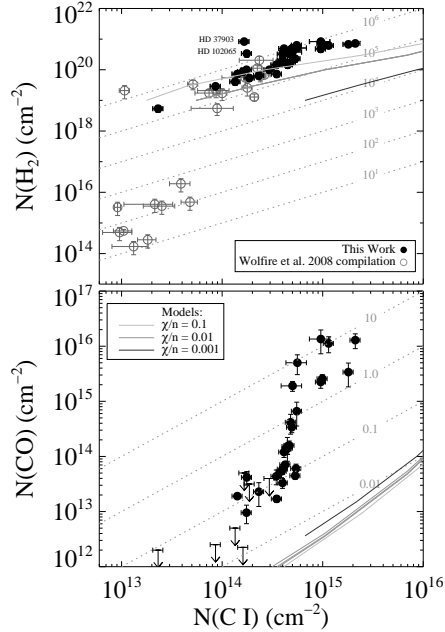 HD 37903
HD 102065
10^6
10^5
10^4
10^3
10^2
10^1
10^22
10^20
10^18
10^16
10^14
N(H_2) (cm^-2)
This Work
Wolfire et al. 2008 compilation
10^17
10^16
10^15
10^14
10^13
10^12
N(CO) (cm^-2)
Models:
χ/n = 0.1
χ/n = 0.01
χ/n = 0.001
10
1.0
0.1
0.01
10^13
10^14
10^15
10^16
N(C I) (cm^-2)